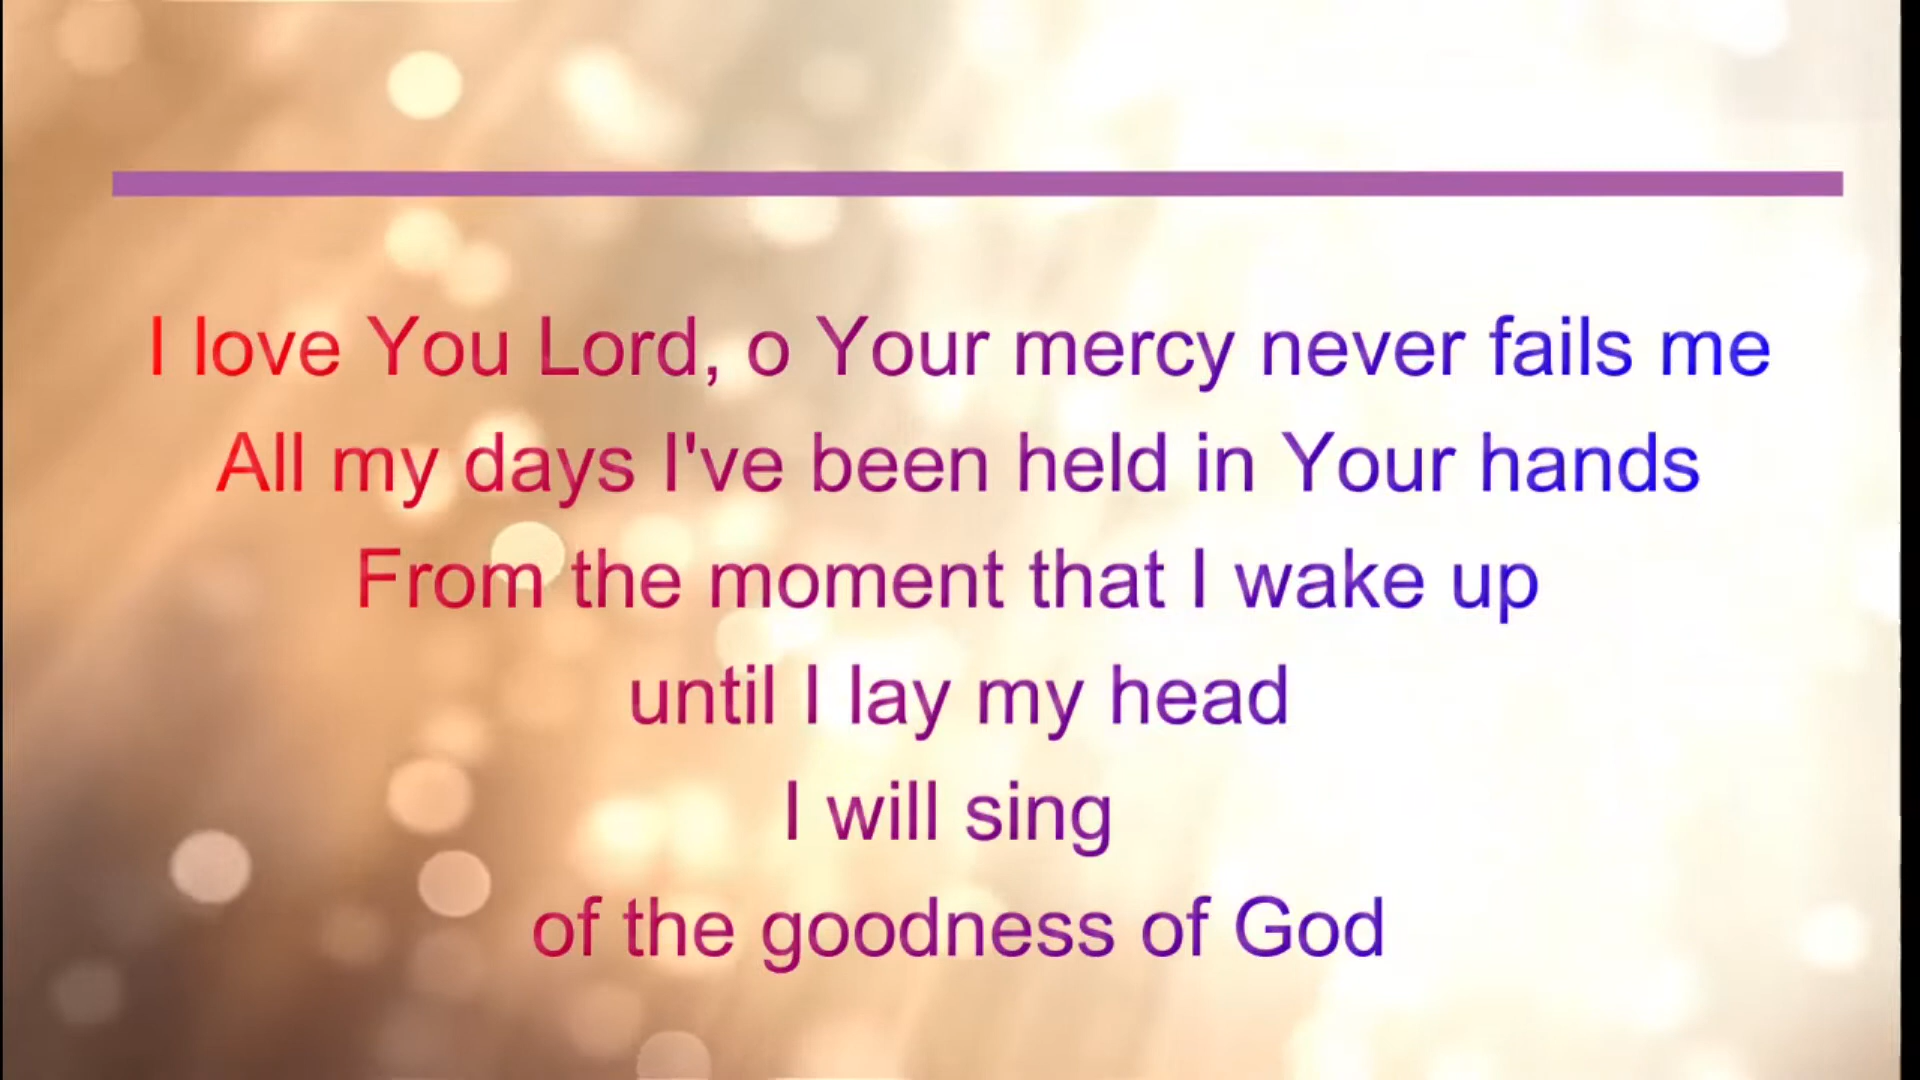 I love You Lord, o Your mercy never fails me
All my days I've been held in Your hands
From the moment that I wake up
until I lay my head
I will sing
of the goodness of God